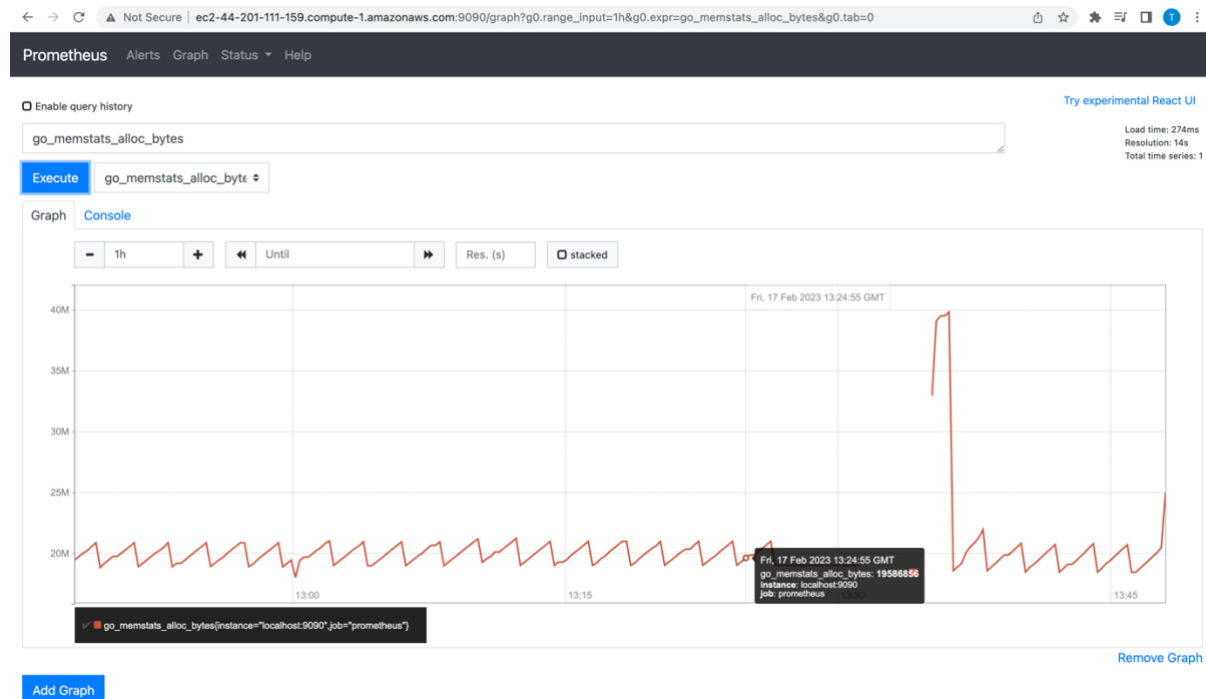 Not Secure | ec2-44-201-111-159.compute-1.amazonaws.com:9090/graph?g0.range_input=1h&g0.expr=go_memstats_alloc_bytes&g0.tab=0
T
Prometheus Alerts Graph Status Help
Enable query history
Try experimental React UI
go_memstats_alloc_bytes
Load time: 274ms
Resolution: 14s
Total time series: 1
Execute go_memstats_alloc_byte
Graph Console
- 1h + Until Res. (s) stacked
Fri, 17 Feb 2023 13:24:55 GMT
40M
35M
30M
25M
20M
Fri, 17 Feb 2023 13:24:55 GMT
go_memstats_alloc_bytes: 19586856
instance: localhost:9090
job: prometheus
13:00 13:15 13:30 13:45
go_memstats_alloc_bytes{instance="localhost:9090",job="prometheus"}
Remove Graph
Add Graph